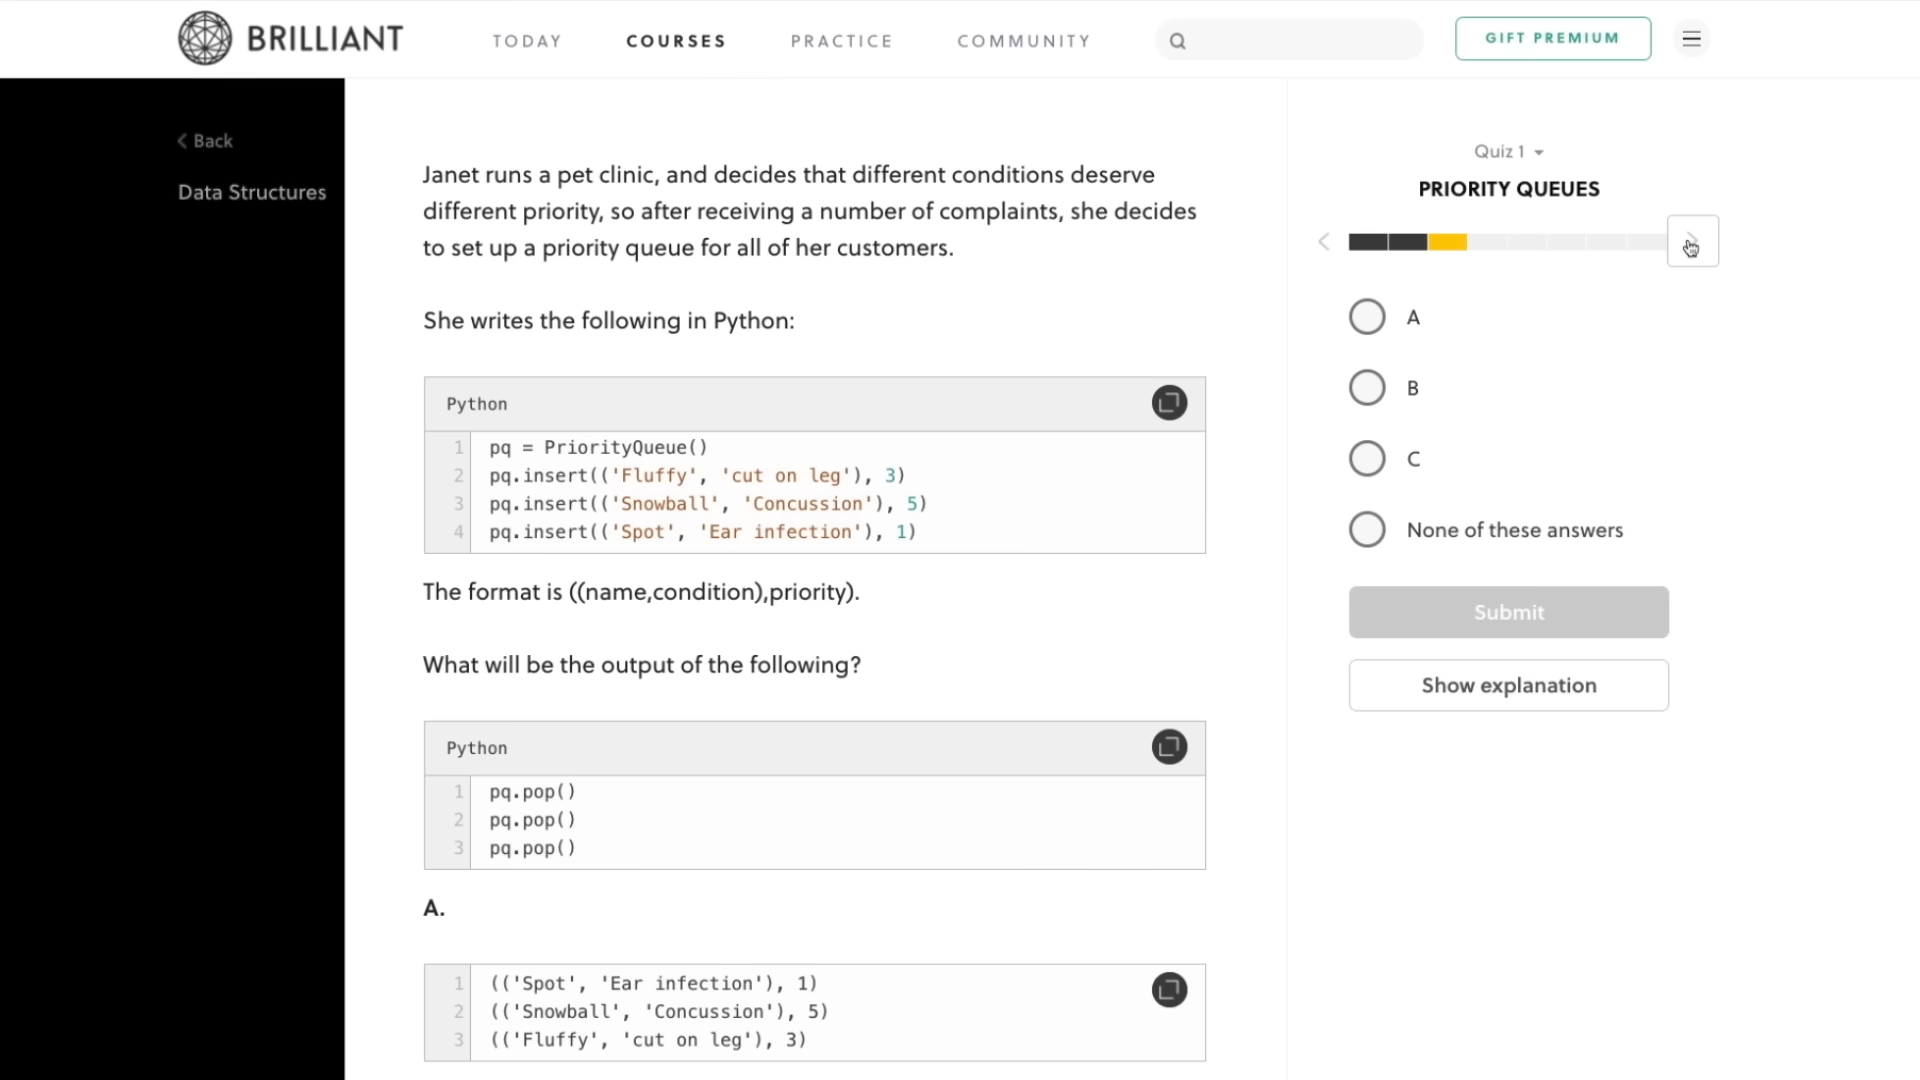 BRILLIANT
TODAY
COURSES
PRACTICE
COMMUNITY
GIFT PREMIUM
Back
Data Structures
Janet runs a pet clinic, and decides that different conditions deserve
different priority, so after receiving a number of complaints, she decides
to set up a priority queue for all of her customers.
She writes the following in Python:
Python
1 pq = PriorityQueue()
2 pq.insert(('Fluffy', 'cut on leg'), 3)
3 pq.insert(('Snowball', 'Concussion'), 5)
4 pq.insert(('Spot', 'Ear infection'), 1)
The format is ((name,condition),priority).
What will be the output of the following?
Python
1 pq.pop()
2 pq.pop()
3 pq.pop()
A.
1 (('Spot', 'Ear infection'), 1)
2 (('Snowball', 'Concussion'), 5)
3 (('Fluffy', 'cut on leg'), 3)
Quiz 1
PRIORITY QUEUES
A
B
C
None of these answers
Submit
Show explanation